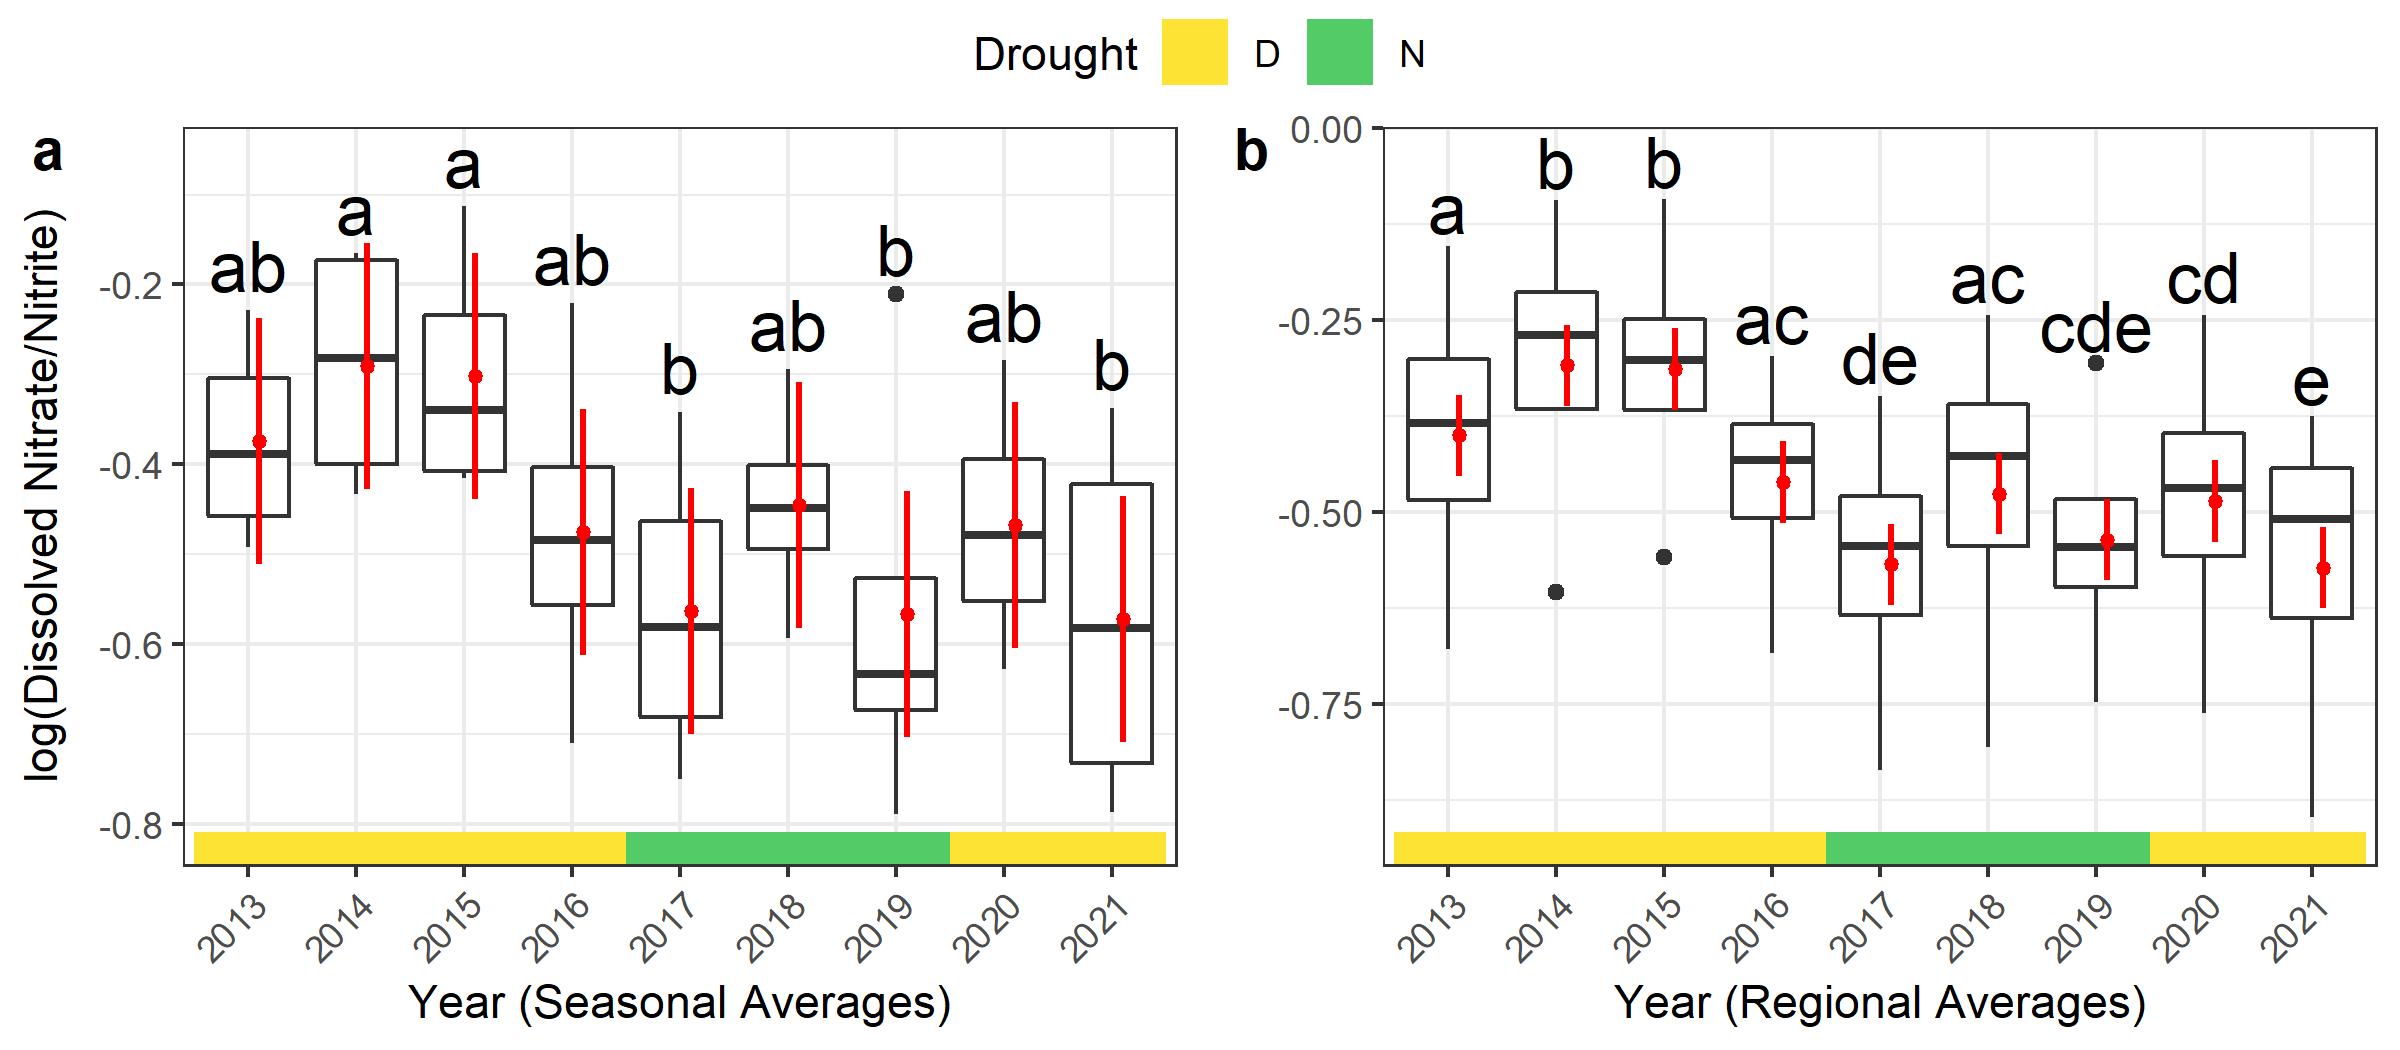 Drought D N
a
log(Dissolved Nitrate/Nitrite)
-0.2
-0.4
-0.6
-0.8
ab a a ab b ab b ab b
2013 2014 2015 2016 2017 2018 2019 2020 2021
Year (Seasonal Averages)
b
0.00
-0.25
-0.50
-0.75
a b b ac de ac cde cd e
2013 2014 2015 2016 2017 2018 2019 2020 2021
Year (Regional Averages)